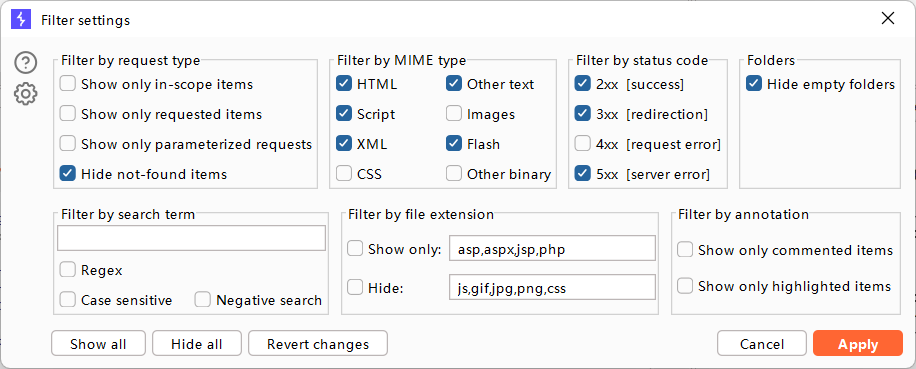 Filter settings
Filter by request type
Show only in-scope items
Show only requested items
Show only parameterized requests
Hide not-found items
Filter by MIME type
HTML
Other text
Script
Images
XML
Flash
CSS
Other binary
Filter by status code
2xx [success]
3xx [redirection]
4xx [request error]
5xx [server error]
Folders
Hide empty folders
Filter by search term
Regex
Case sensitive
Negative search
Filter by file extension
Show only: asp,aspx,jsp,php
Hide: js,gif,jpg,png,css
Filter by annotation
Show only commented items
Show only highlighted items
Show all
Hide all
Revert changes
Cancel
Apply